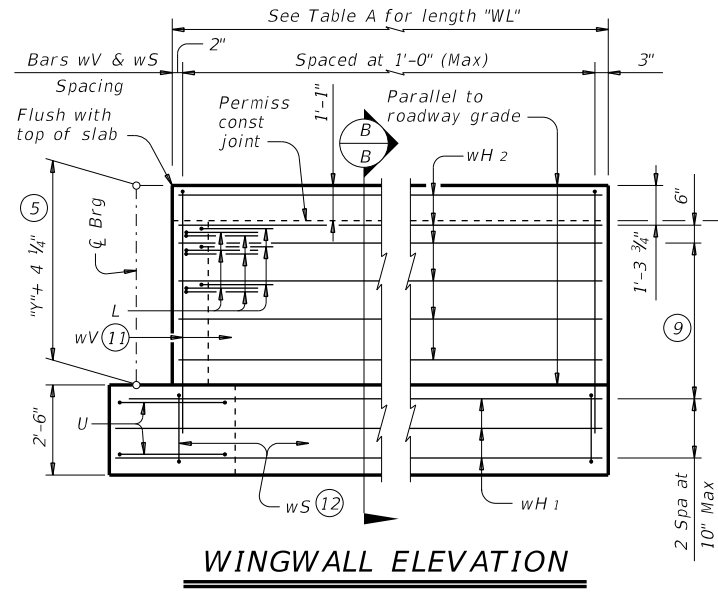 See Table A for length "WL"
2"
Bars wV & wS
Spacing
Spaced at 1'-0" (Max)
3"
Flush with
top of slab
Permiss
const
joint
1'-1"
Parallel to
roadway grade
B
B
wH 2
6"
5
"Y"+ 4 ¼"
℄ Brg
1'-3 ¾"
L
wV 11
9
2'-6"
U
wS 12
wH 1
2 Spa at
10" Max
WINGWALL ELEVATION